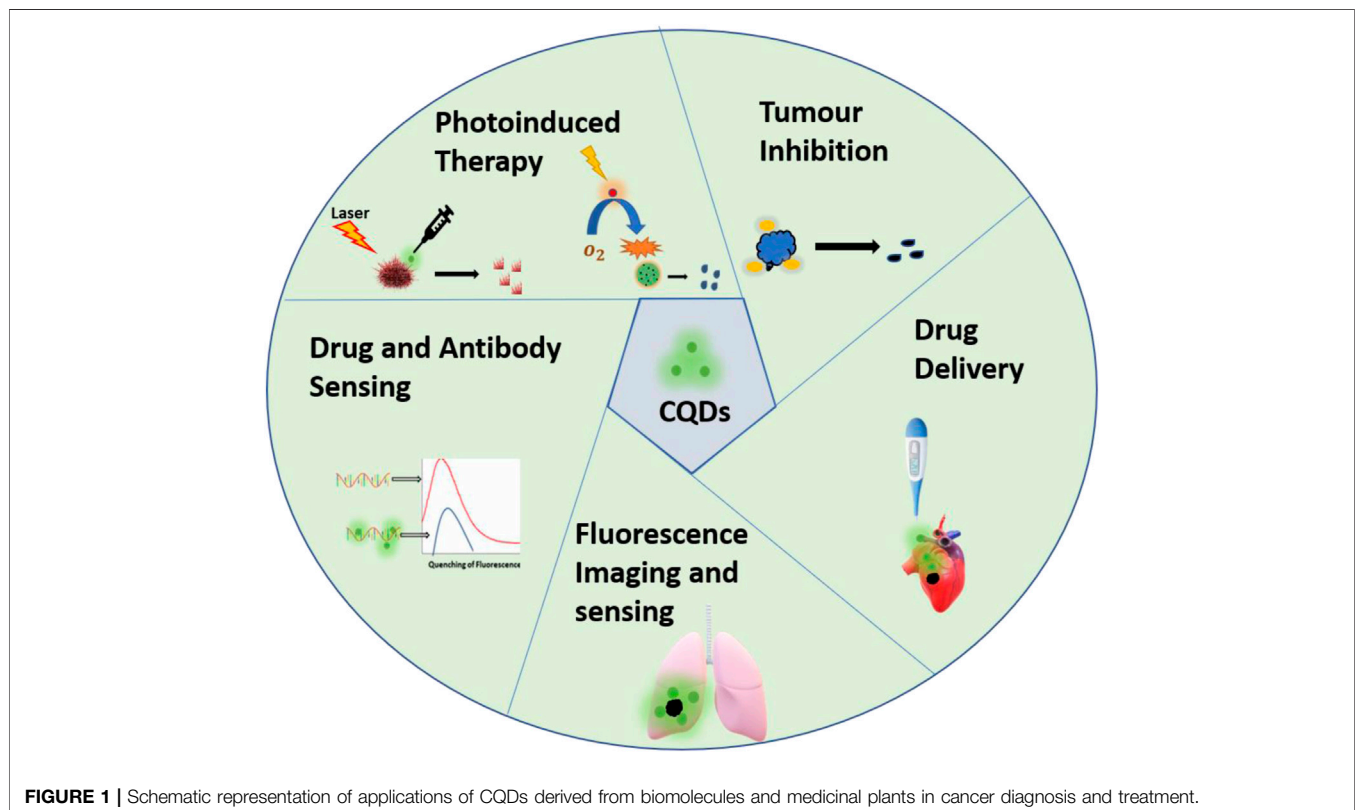 Photoinduced
Therapy
Laser
o₂
Tumour
Inhibition
Drug
Delivery
Drug and Antibody
Sensing
Quenching of Fluorescence
CQDs
Fluorescence
Imaging and
sensing
FIGURE 1 | Schematic representation of applications of CQDs derived from biomolecules and medicinal plants in cancer diagnosis and treatment.